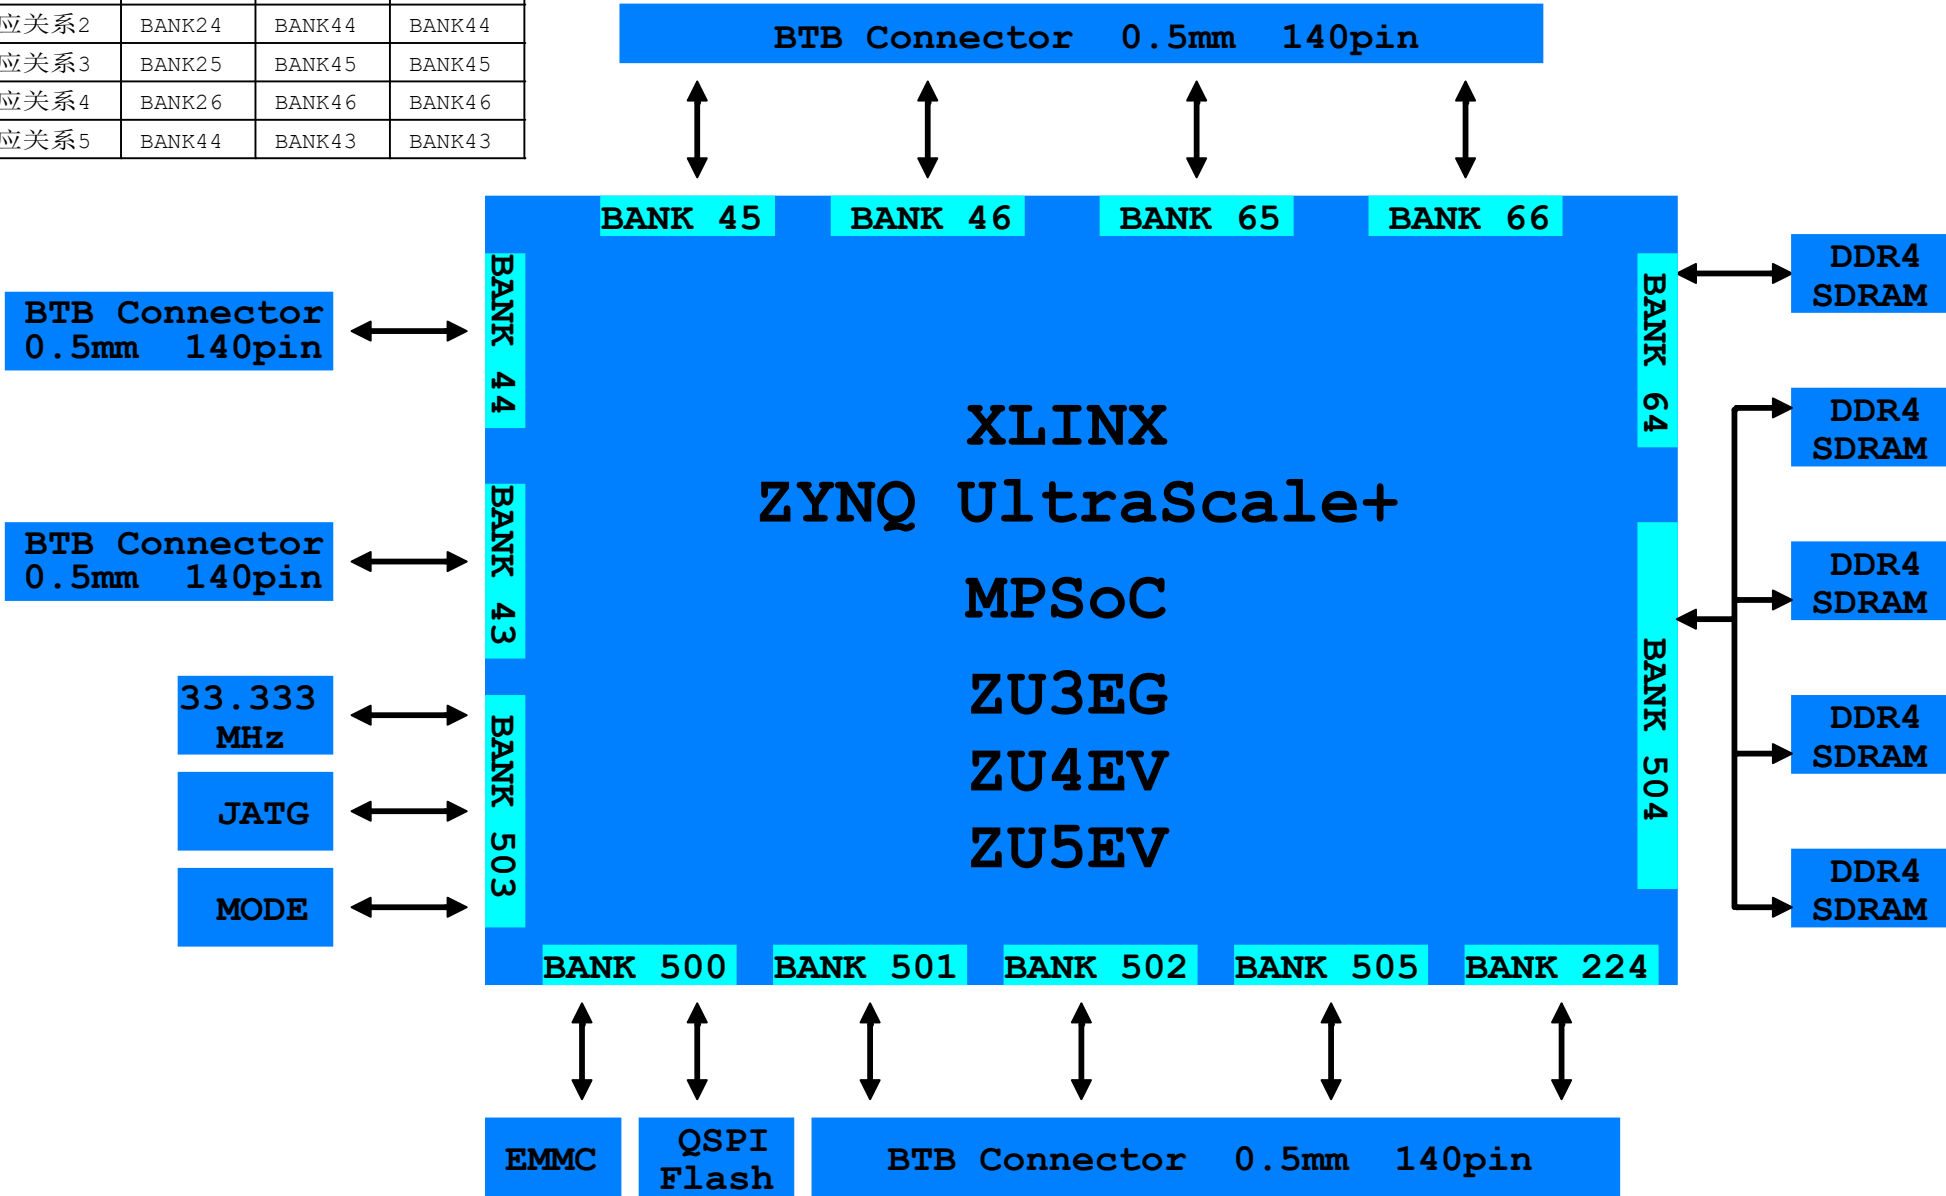 应关系2 BANK24 BANK44 BANK44
应关系3 BANK25 BANK45 BANK45
应关系4 BANK26 BANK46 BANK46
应关系5 BANK44 BANK43 BANK43
BTB Connector 0.5mm 140pin
BANK 45 BANK 46 BANK 65 BANK 66
BTB Connector
0.5mm 140pin
BANK 44
BTB Connector
0.5mm 140pin
BANK 43
33.333
MHz
JATG
MODE
BANK 503
XLINX
ZYNQ UltraScale+
MPSoC
ZU3EG
ZU4EV
ZU5EV
BANK 64
BANK 504
DDR4
SDRAM
DDR4
SDRAM
DDR4
SDRAM
DDR4
SDRAM
DDR4
SDRAM
BANK 500 BANK 501 BANK 502 BANK 505 BANK 224
EMMC
QSPI
Flash
BTB Connector 0.5mm 140pin